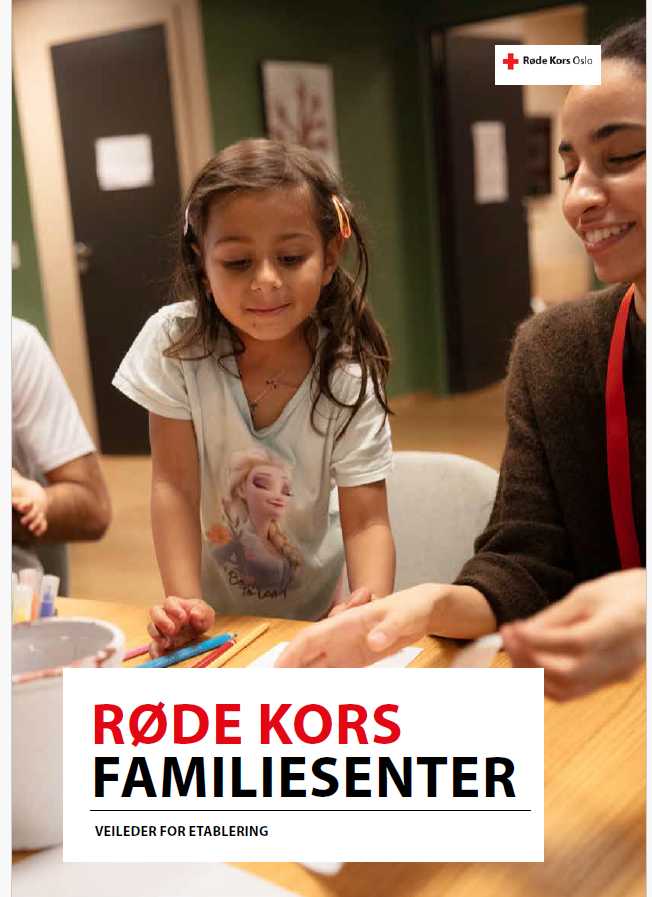 Røde Kors Oslo
RØDE KORS
FAMILIESENTER
VEILEDER FOR ETABLERING